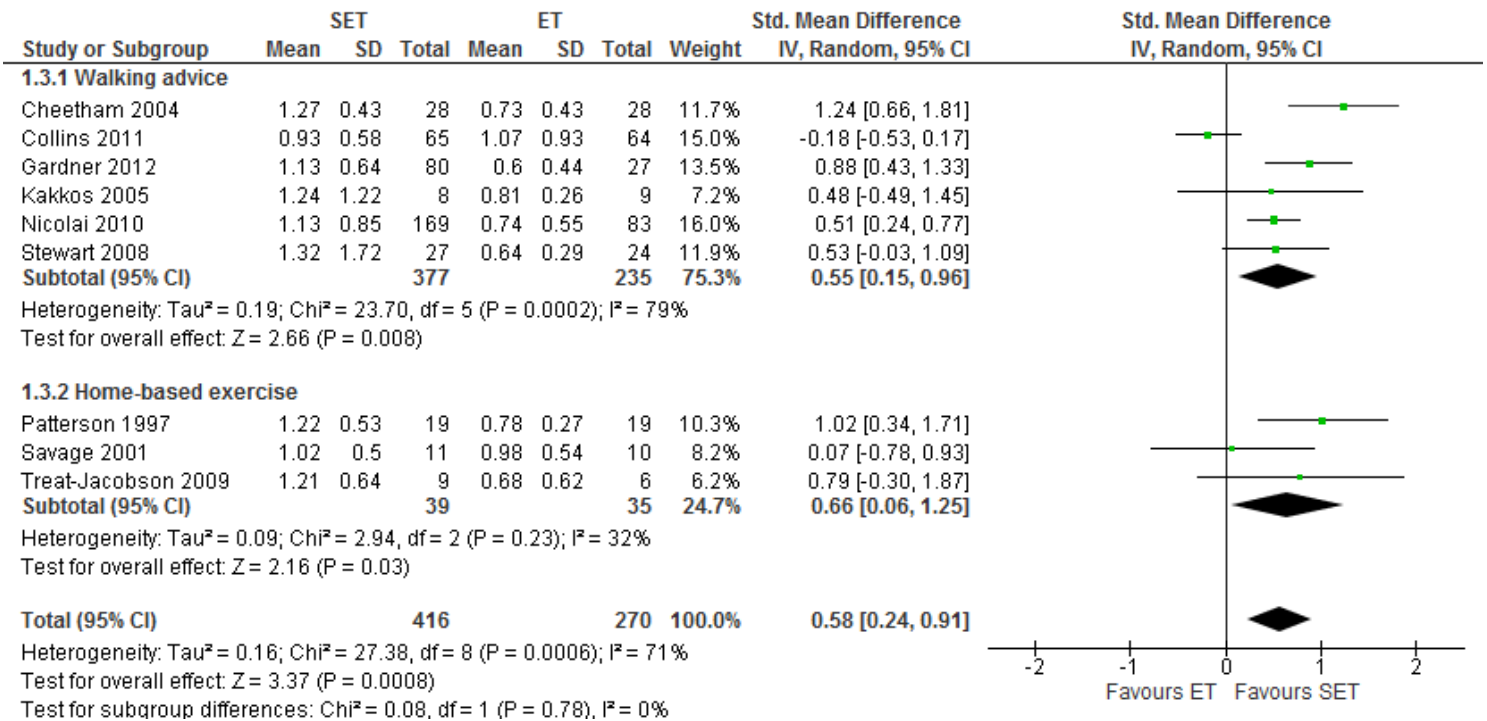 SET ET Std. Mean Difference Std. Mean Difference
Study or Subgroup Mean SD Total Mean SD Total Weight IV, Random, 95% CI IV, Random, 95% CI
1.3.1 Walking advice
Cheetham 2004 1.27 0.43 28 0.73 0.43 28 11.7% 1.24 [0.66, 1.81]
Collins 2011 0.93 0.58 65 1.07 0.93 64 15.0% -0.18 [-0.53, 0.17]
Gardner 2012 1.13 0.64 80 0.6 0.44 27 13.5% 0.88 [0.43, 1.33]
Kakkos 2005 1.24 1.22 8 0.81 0.26 9 7.2% 0.48 [-0.49, 1.45]
Nicolai 2010 1.13 0.85 169 0.74 0.55 83 16.0% 0.51 [0.24, 0.77]
Stewart 2008 1.32 1.72 27 0.64 0.29 24 11.9% 0.53 [-0.03, 1.09]
Subtotal (95% CI) 377 235 75.3% 0.55 [0.15, 0.96]
Heterogeneity: Tau² = 0.19; Chi² = 23.70, df = 5 (P = 0.0002); I² = 79%
Test for overall effect: Z = 2.66 (P = 0.008)
1.3.2 Home-based exercise
Patterson 1997 1.22 0.53 19 0.78 0.27 19 10.3% 1.02 [0.34, 1.71]
Savage 2001 1.02 0.5 11 0.98 0.54 10 8.2% 0.07 [-0.78, 0.93]
Treat-Jacobson 2009 1.21 0.64 9 0.68 0.62 6 6.2% 0.79 [-0.30, 1.87]
Subtotal (95% CI) 39 35 24.7% 0.66 [0.06, 1.25]
Heterogeneity: Tau² = 0.09; Chi² = 2.94, df = 2 (P = 0.23); I² = 32%
Test for overall effect: Z = 2.16 (P = 0.03)
Total (95% CI) 416 270 100.0% 0.58 [0.24, 0.91]
Heterogeneity: Tau² = 0.16; Chi² = 27.38, df = 8 (P = 0.0006); I² = 71%
Test for overall effect: Z = 3.37 (P = 0.0008)
Test for subgroup differences: Chi² = 0.08, df = 1 (P = 0.78), I² = 0%
-2 -1 0 1 2
Favours ET Favours SET